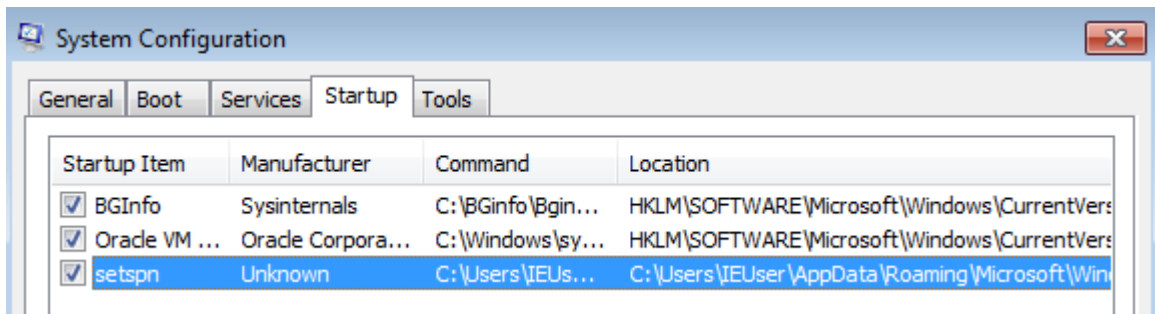 System Configuration
General Boot Services Startup Tools
Startup Item Manufacturer Command Location
BGInfo Sysinternals C:\BGinfo\Bgin... HKLM\SOFTWARE\Microsoft\Windows\CurrentVers
Oracle VM ... Oracle Corpora... C:\Windows\sy... HKLM\SOFTWARE\Microsoft\Windows\CurrentVers
setspn Unknown C:\Users\IEUs... C:\Users\IEUser\AppData\Roaming\Microsoft\Win